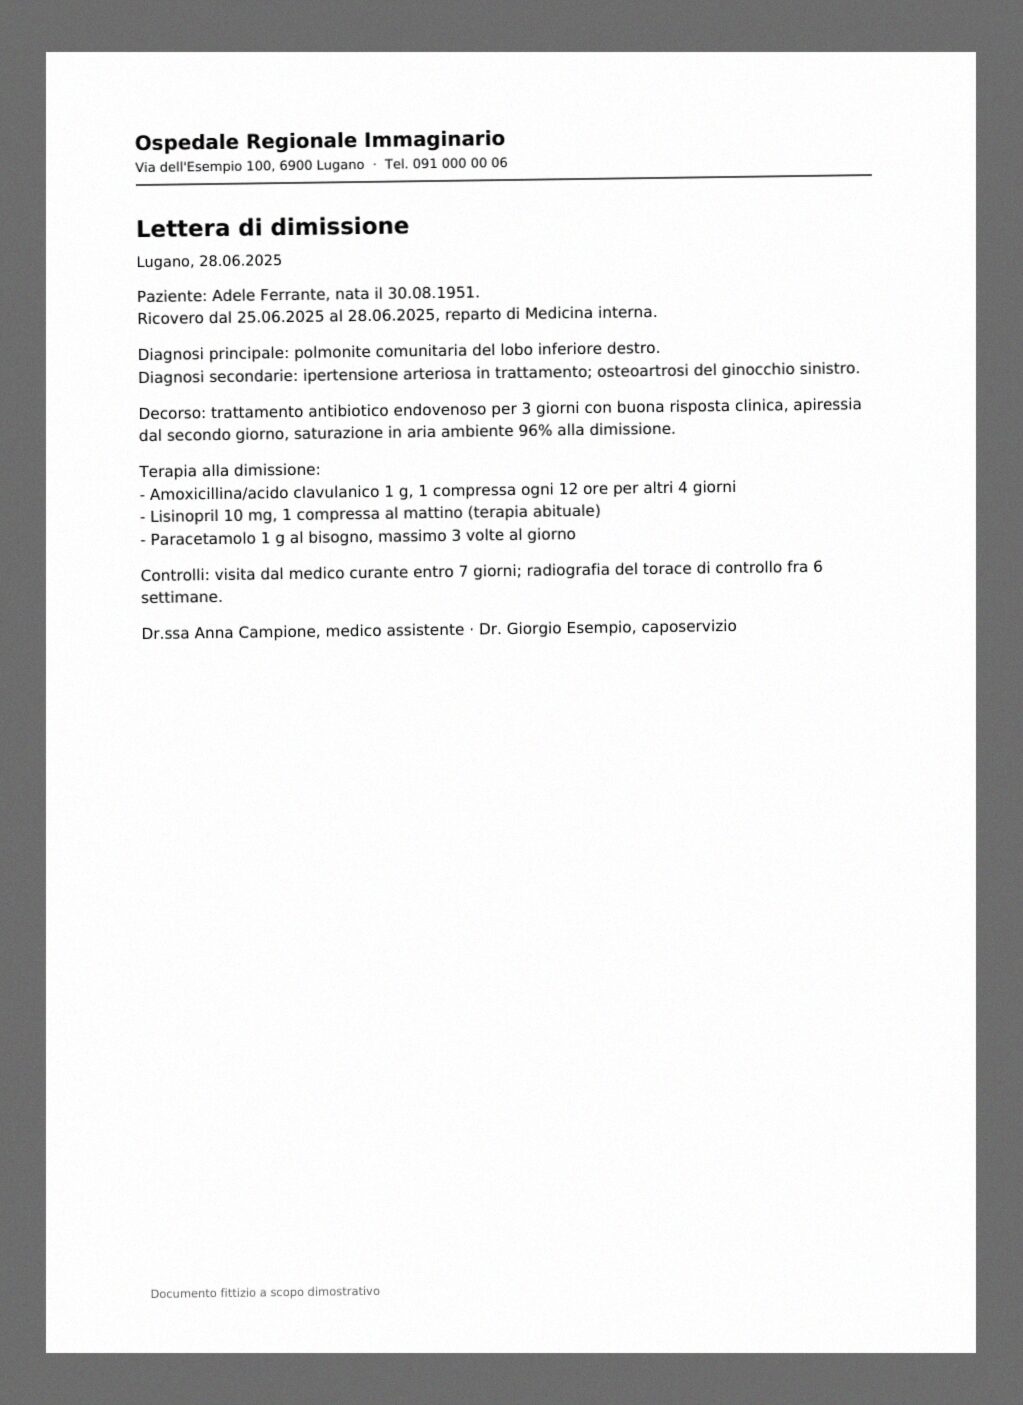 Ospedale Regionale Immaginario
Via dell'Esempio 100, 6900 Lugano · Tel. 091 000 00 06
Lettera di dimissione
Lugano, 28.06.2025
Paziente: Adele Ferrante, nata il 30.08.1951.
Ricovero dal 25.06.2025 al 28.06.2025, reparto di Medicina interna.
Diagnosi principale: polmonite comunitaria del lobo inferiore destro.
Diagnosi secondarie: ipertensione arteriosa in trattamento; osteoartrosi del ginocchio sinistro.
Decorso: trattamento antibiotico endovenoso per 3 giorni con buona risposta clinica, apiressia
dal secondo giorno, saturazione in aria ambiente 96% alla dimissione.
Terapia alla dimissione:
- Amoxicillina/acido clavulanico 1 g, 1 compressa ogni 12 ore per altri 4 giorni
- Lisinopril 10 mg, 1 compressa al mattino (terapia abituale)
- Paracetamolo 1 g al bisogno, massimo 3 volte al giorno
Controlli: visita dal medico curante entro 7 giorni; radiografia del torace di controllo fra 6
settimane.
Dr.ssa Anna Campione, medico assistente · Dr. Giorgio Esempio, caposervizio
Documento fittizio a scopo dimostrativo